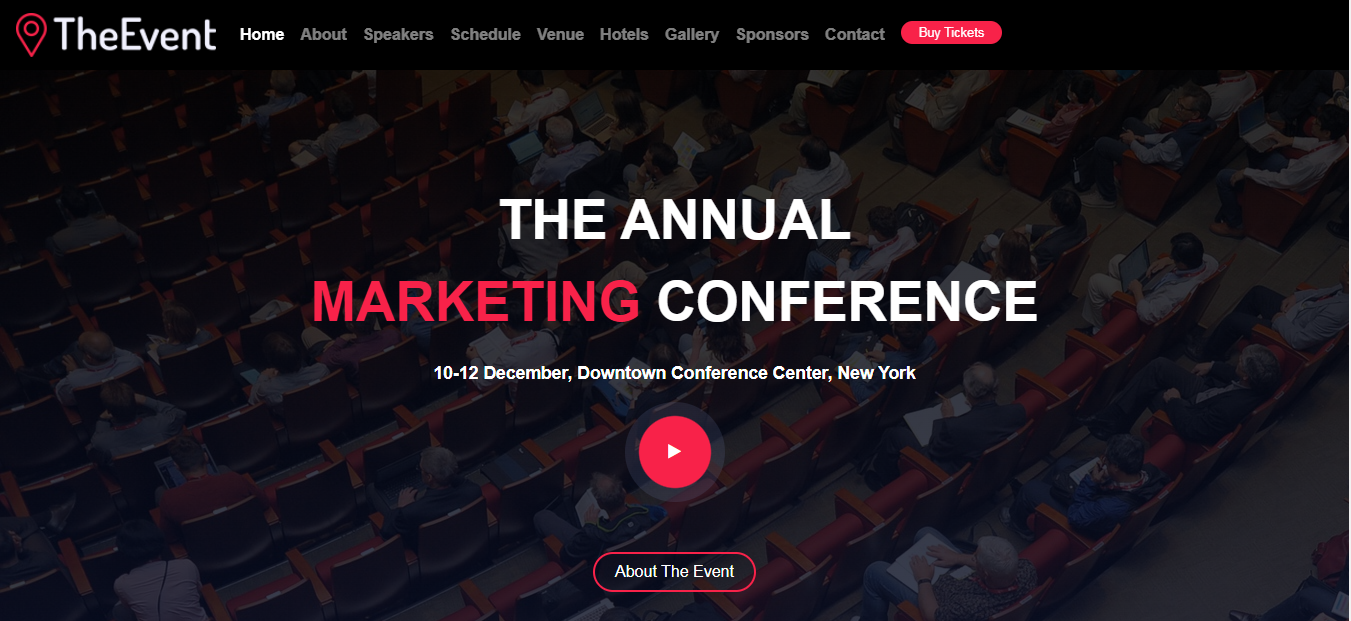 TheEvent Home About Speakers Schedule Venue Hotels Gallery Sponsors Contact Buy Tickets
THE ANNUAL
MARKETING CONFERENCE
10-12 December, Downtown Conference Center, New York
About The Event